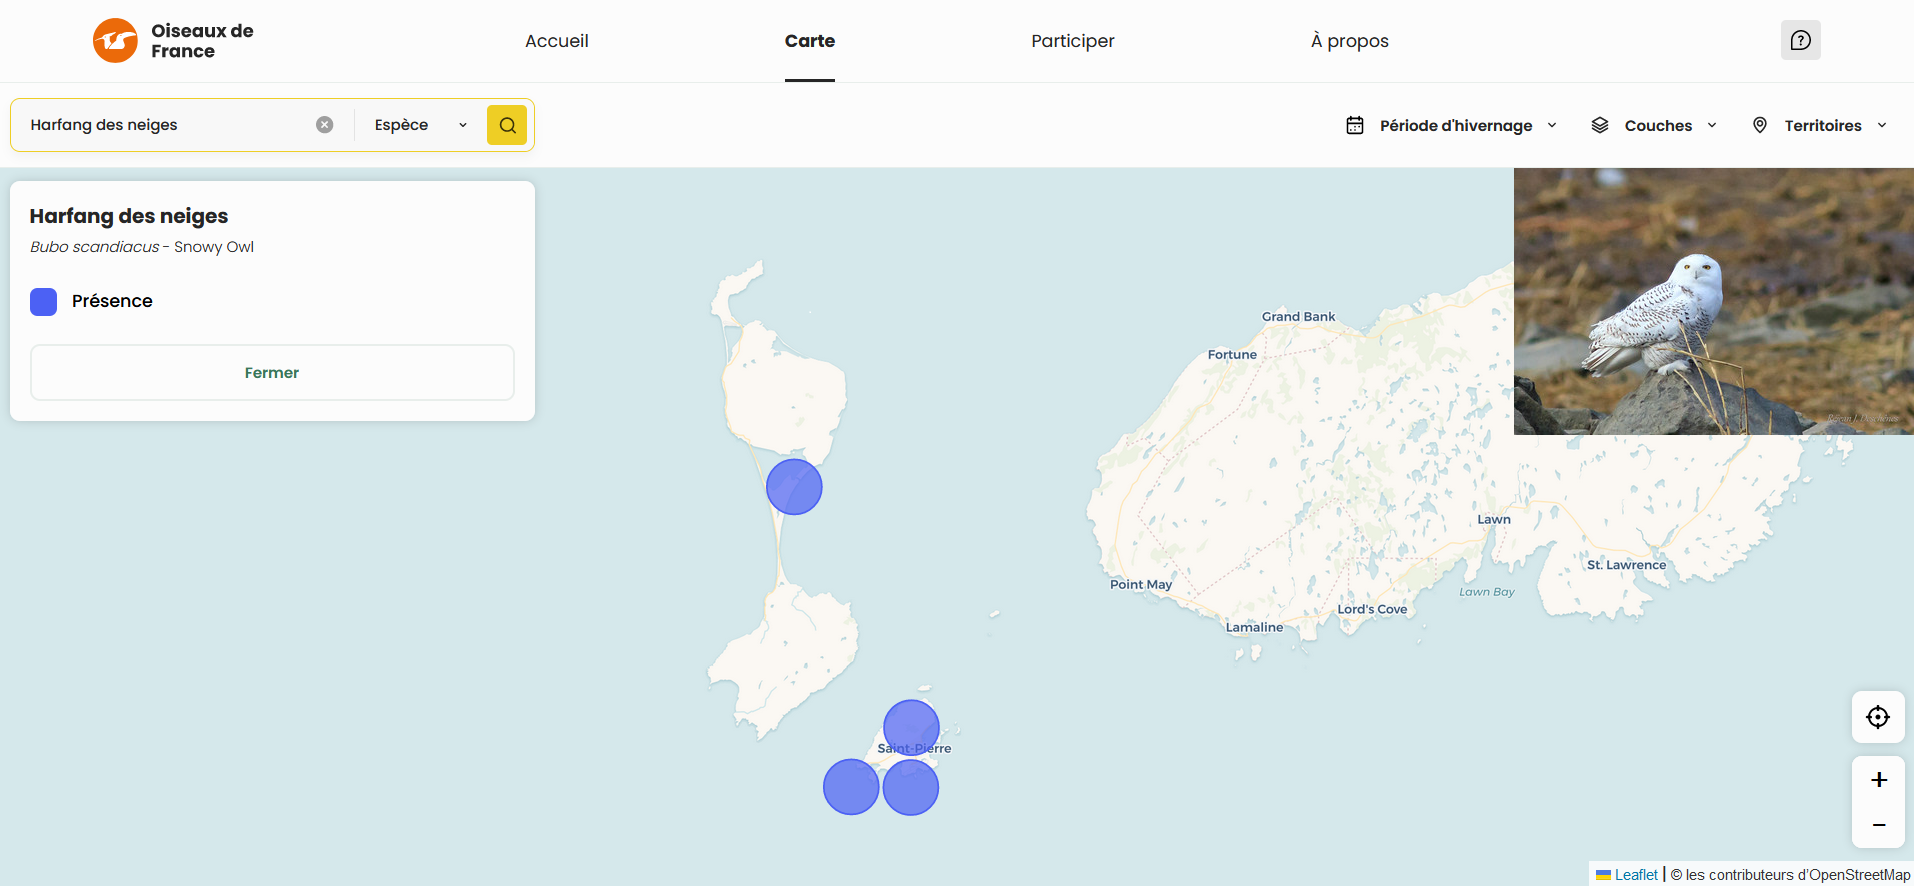 Oiseaux de
France
Accueil
Carte
Participer
À propos
Harfang des neiges
Espèce
Période d'hivernage
Couches
Territoires
Harfang des neiges
Bubo scandiacus - Snowy Owl
Présence
Fermer
Grand Bank
Fortune
Lawn
St. Lawrence
Point May
Lawn Bay
Lord's Cove
Lamaline
Saint-Pierre
+
−
Leaflet | © les contributeurs d’OpenStreetMap